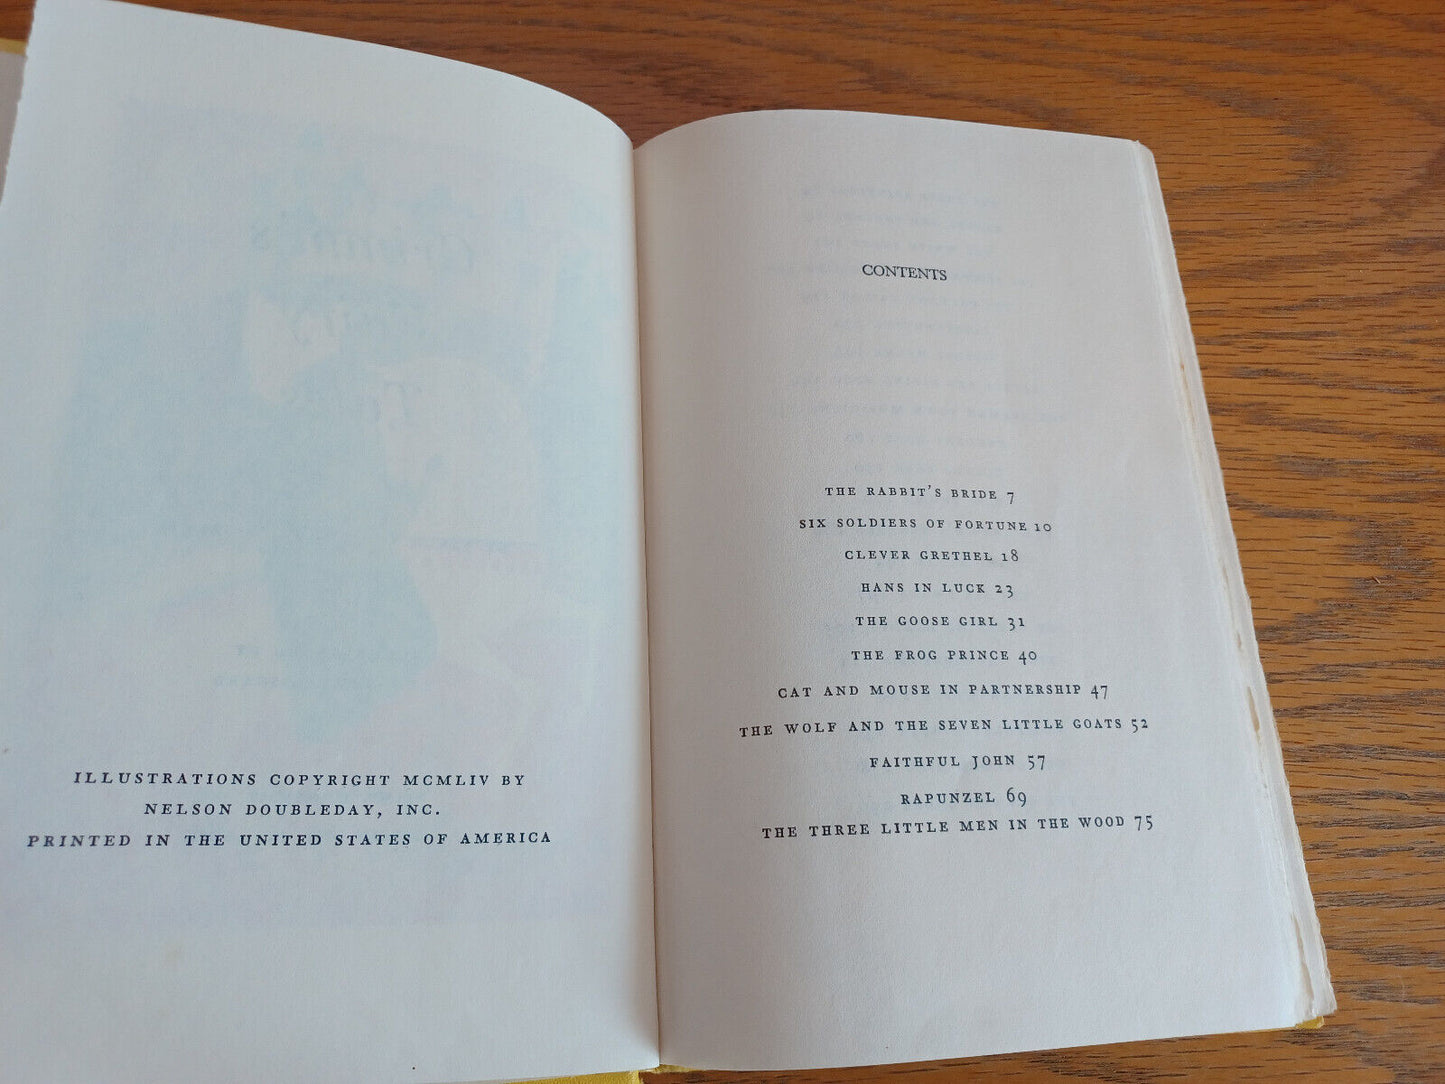 ILLUSTRATIONS COPYRIGHT MCMLIV BY
NELSON DOUBLEDAY, INC.
PRINTED IN THE UNITED STATES OF AMERICA
CONTENTS
THE RABBIT'S BRIDE 7
SIX SOLDIERS OF FORTUNE 10
CLEVER GRETHEL 18
HANS IN LUCK 23
THE GOOSE GIRL 31
THE FROG PRINCE 40
CAT AND MOUSE IN PARTNERSHIP 47
THE WOLF AND THE SEVEN LITTLE GOATS 52
FAITHFUL JOHN 57
RAPUNZEL 69
THE THREE LITTLE MEN IN THE WOOD 75